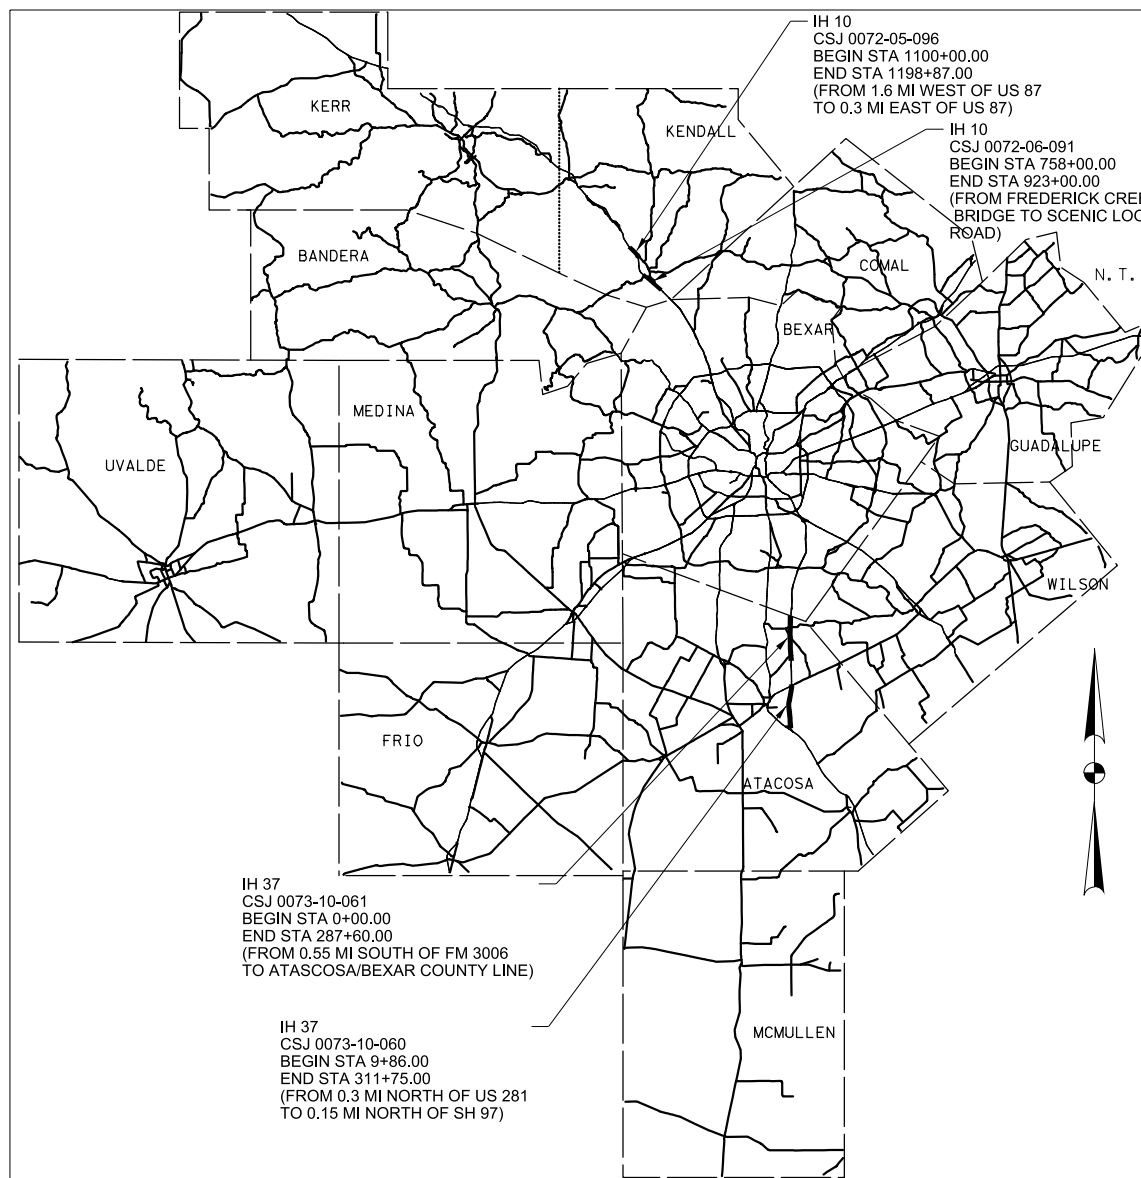 IH 10
CSJ 0072-05-096
BEGIN STA 1100+00.00
END STA 1198+87.00
(FROM 1.6 MI WEST OF US 87
TO 0.3 MI EAST OF US 87)
IH 10
CSJ 0072-06-091
BEGIN STA 758+00.00
END STA 923+00.00
(FROM FREDERICK
BRIDGE TO SCENIC
ROAD)
KERR
KENDALL
BANDERA
COMAL
N. T.
BEXAR
MEDINA
UVALDE
GUADALUPE
WILSON
FRIO
ATACOSA
IH 37
CSJ 0073-10-061
BEGIN STA 0+00.00
END STA 287+60.00
(FROM 0.55 MI SOUTH OF FM 3006
TO ATASCOSA/BEXAR COUNTY LINE)
IH 37
CSJ 0073-10-060
BEGIN STA 9+86.00
END STA 311+75.00
(FROM 0.3 MI NORTH OF US 281
TO 0.15 MI NORTH OF SH 97)
MCMULLEN